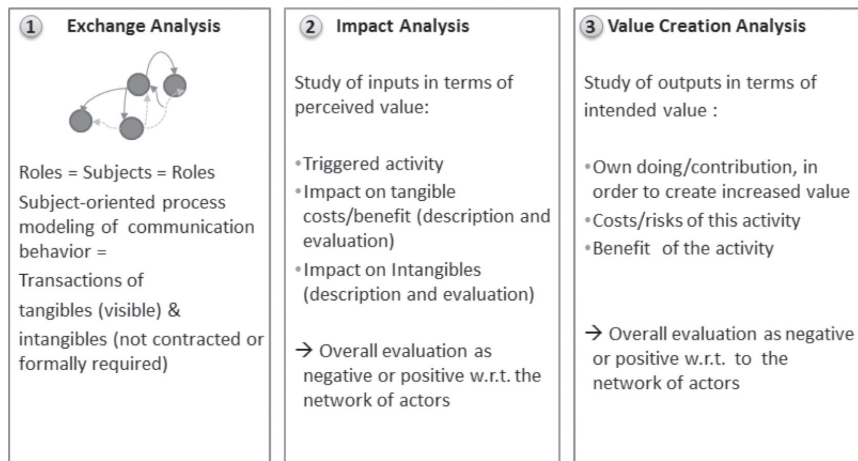 1 Exchange Analysis
Roles = Subjects = Roles
Subject-oriented process
modeling of communication
behavior =
Transactions of
tangibles (visible) &
intangibles (not contracted or
formally required)
2 Impact Analysis
Study of inputs in terms of
perceived value:
•Triggered activity
•Impact on tangible
costs/benefit (description and
evaluation)
•Impact on Intangibles
(description and evaluation)
→ Overall evaluation as
negative or positive w.r.t. the
network of actors
3 Value Creation Analysis
Study of outputs in terms of
intended value :
•Own doing/contribution, in
order to create increased value
•Costs/risks of this activity
•Benefit of the activity
→ Overall evaluation as negative
or positive w.r.t. to the
network of actors